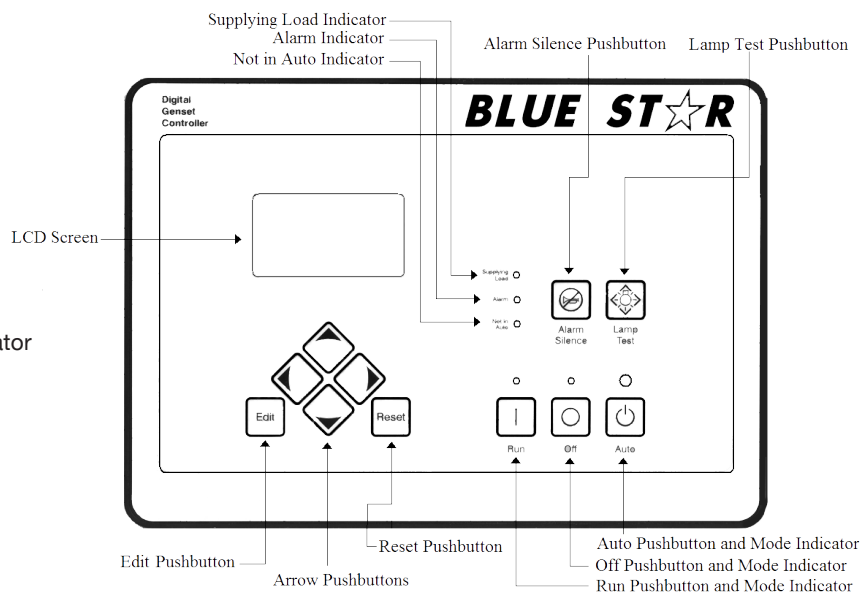 Supplying Load Indicator
Alarm Indicator
Not in Auto Indicator
Alarm Silence Pushbutton
Lamp Test Pushbutton
Digital
Genset
Controller
BLUE ST☆R
LCD Screen
Supplying
Load
Alarm
Not in
Auto
Alarm
Silence
Lamp
Test
ator
Edit
Reset
Run
Off
Auto
Reset Pushbutton
Edit Pushbutton
Arrow Pushbuttons
Auto Pushbutton and Mode Indicator
Off Pushbutton and Mode Indicator
Run Pushbutton and Mode Indicator